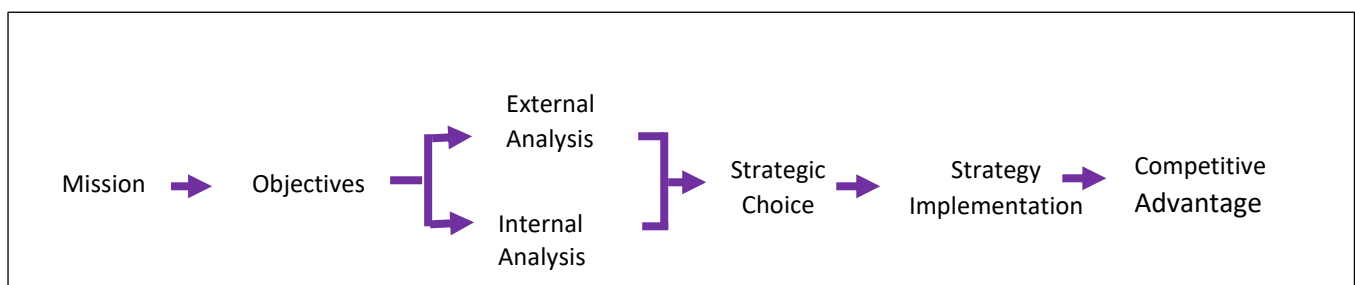 Mission
Objectives
External
Analysis
Internal
Analysis
Strategic
Choice
Strategy
Implementation
Competitive
Advantage